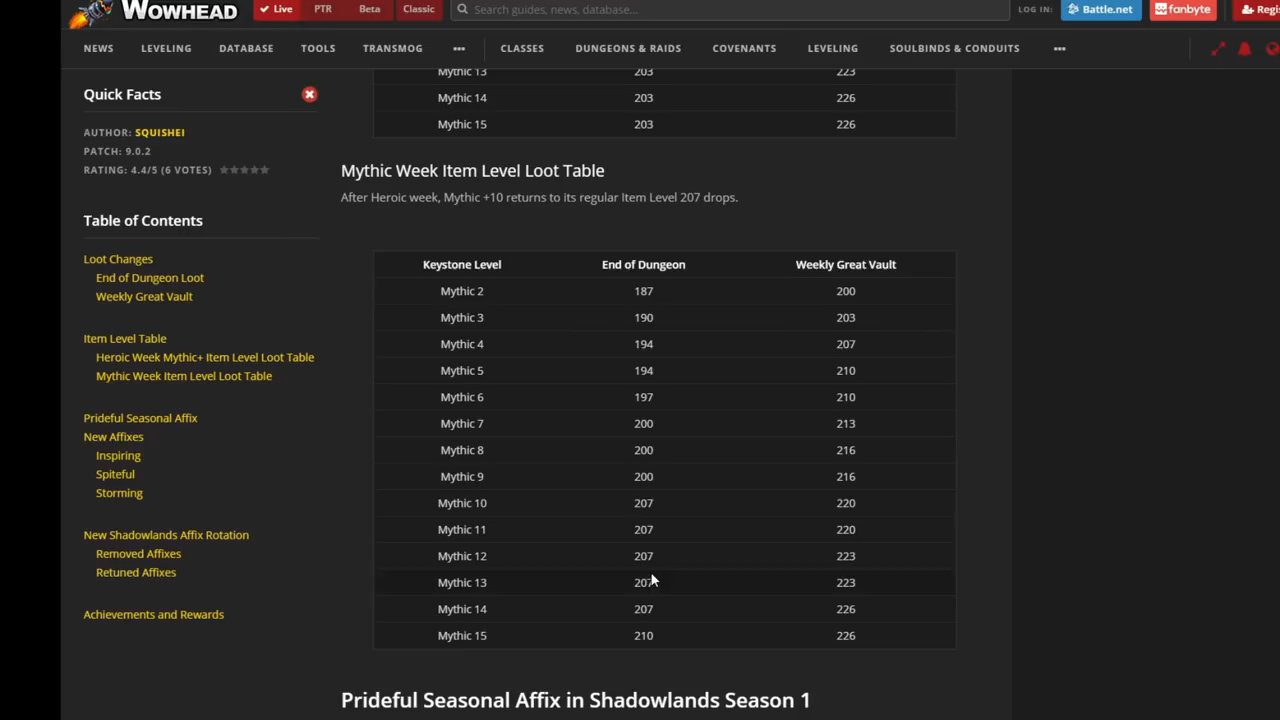 WOWHEAD
Live PTR Beta Classic
Search guides, news, database...
LOG IN: Battle.net fanbyte Regis
NEWS LEVELING DATABASE TOOLS TRANSMOG ••• CLASSES DUNGEONS & RAIDS COVENANTS LEVELING SOULBINDS & CONDUITS •••
Quick Facts
AUTHOR: SQUISHEI
PATCH: 9.0.2
RATING: 4.4/5 (6 VOTES)
Table of Contents
Loot Changes
End of Dungeon Loot
Weekly Great Vault
Item Level Table
Heroic Week Mythic+ Item Level Loot Table
Mythic Week Item Level Loot Table
Prideful Seasonal Affix
New Affixes
Inspiring
Spiteful
Storming
New Shadowlands Affix Rotation
Removed Affixes
Retuned Affixes
Achievements and Rewards
Mythic 13 203 223
Mythic 14 203 226
Mythic 15 203 226
Mythic Week Item Level Loot Table
After Heroic week, Mythic +10 returns to its regular Item Level 207 drops.
Keystone Level End of Dungeon Weekly Great Vault
Mythic 2 187 200
Mythic 3 190 203
Mythic 4 194 207
Mythic 5 194 210
Mythic 6 197 210
Mythic 7 200 213
Mythic 8 200 216
Mythic 9 200 216
Mythic 10 207 220
Mythic 11 207 220
Mythic 12 207 223
Mythic 13 207 223
Mythic 14 207 226
Mythic 15 210 226
Prideful Seasonal Affix in Shadowlands Season 1